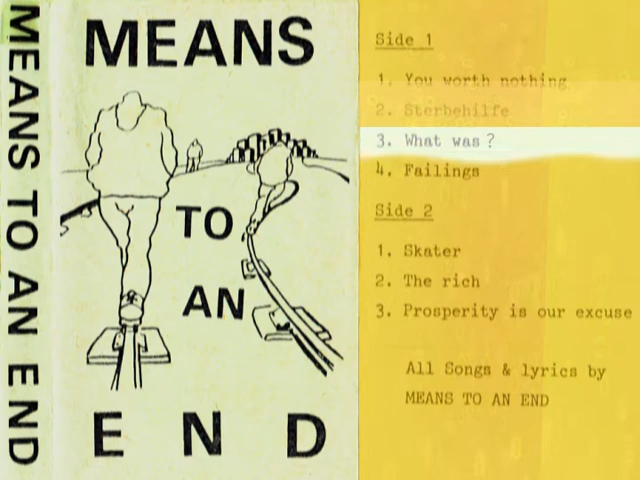 MEANS TO AN END
MEANS
TO
AN
END
Side 1
1. You worth nothing
2. Sterbehilfe
3. What was?
4. Failings
Side 2
1. Skater
2. The rich
3. Prosperity is our excuse
All Songs & lyrics by
MEANS TO AN END